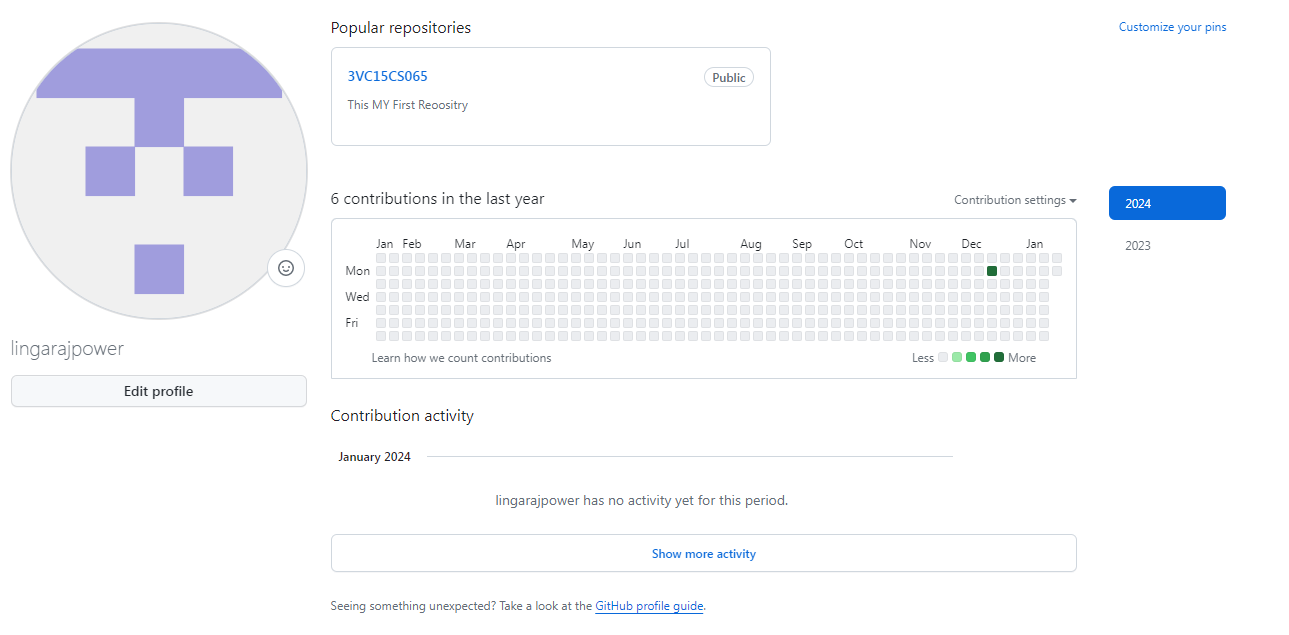 Popular repositories
Customize your pins
3VC15CS065
Public
This MY First Reoositry
6 contributions in the last year
Contribution settings
2024
2023
Jan Feb Mar Apr May Jun Jul Aug Sep Oct Nov Dec Jan
Mon
Wed
Fri
Learn how we count contributions
Less
More
lingarajpower
Edit profile
Contribution activity
January 2024
lingarajpower has no activity yet for this period.
Show more activity
Seeing something unexpected? Take a look at the GitHub profile guide.